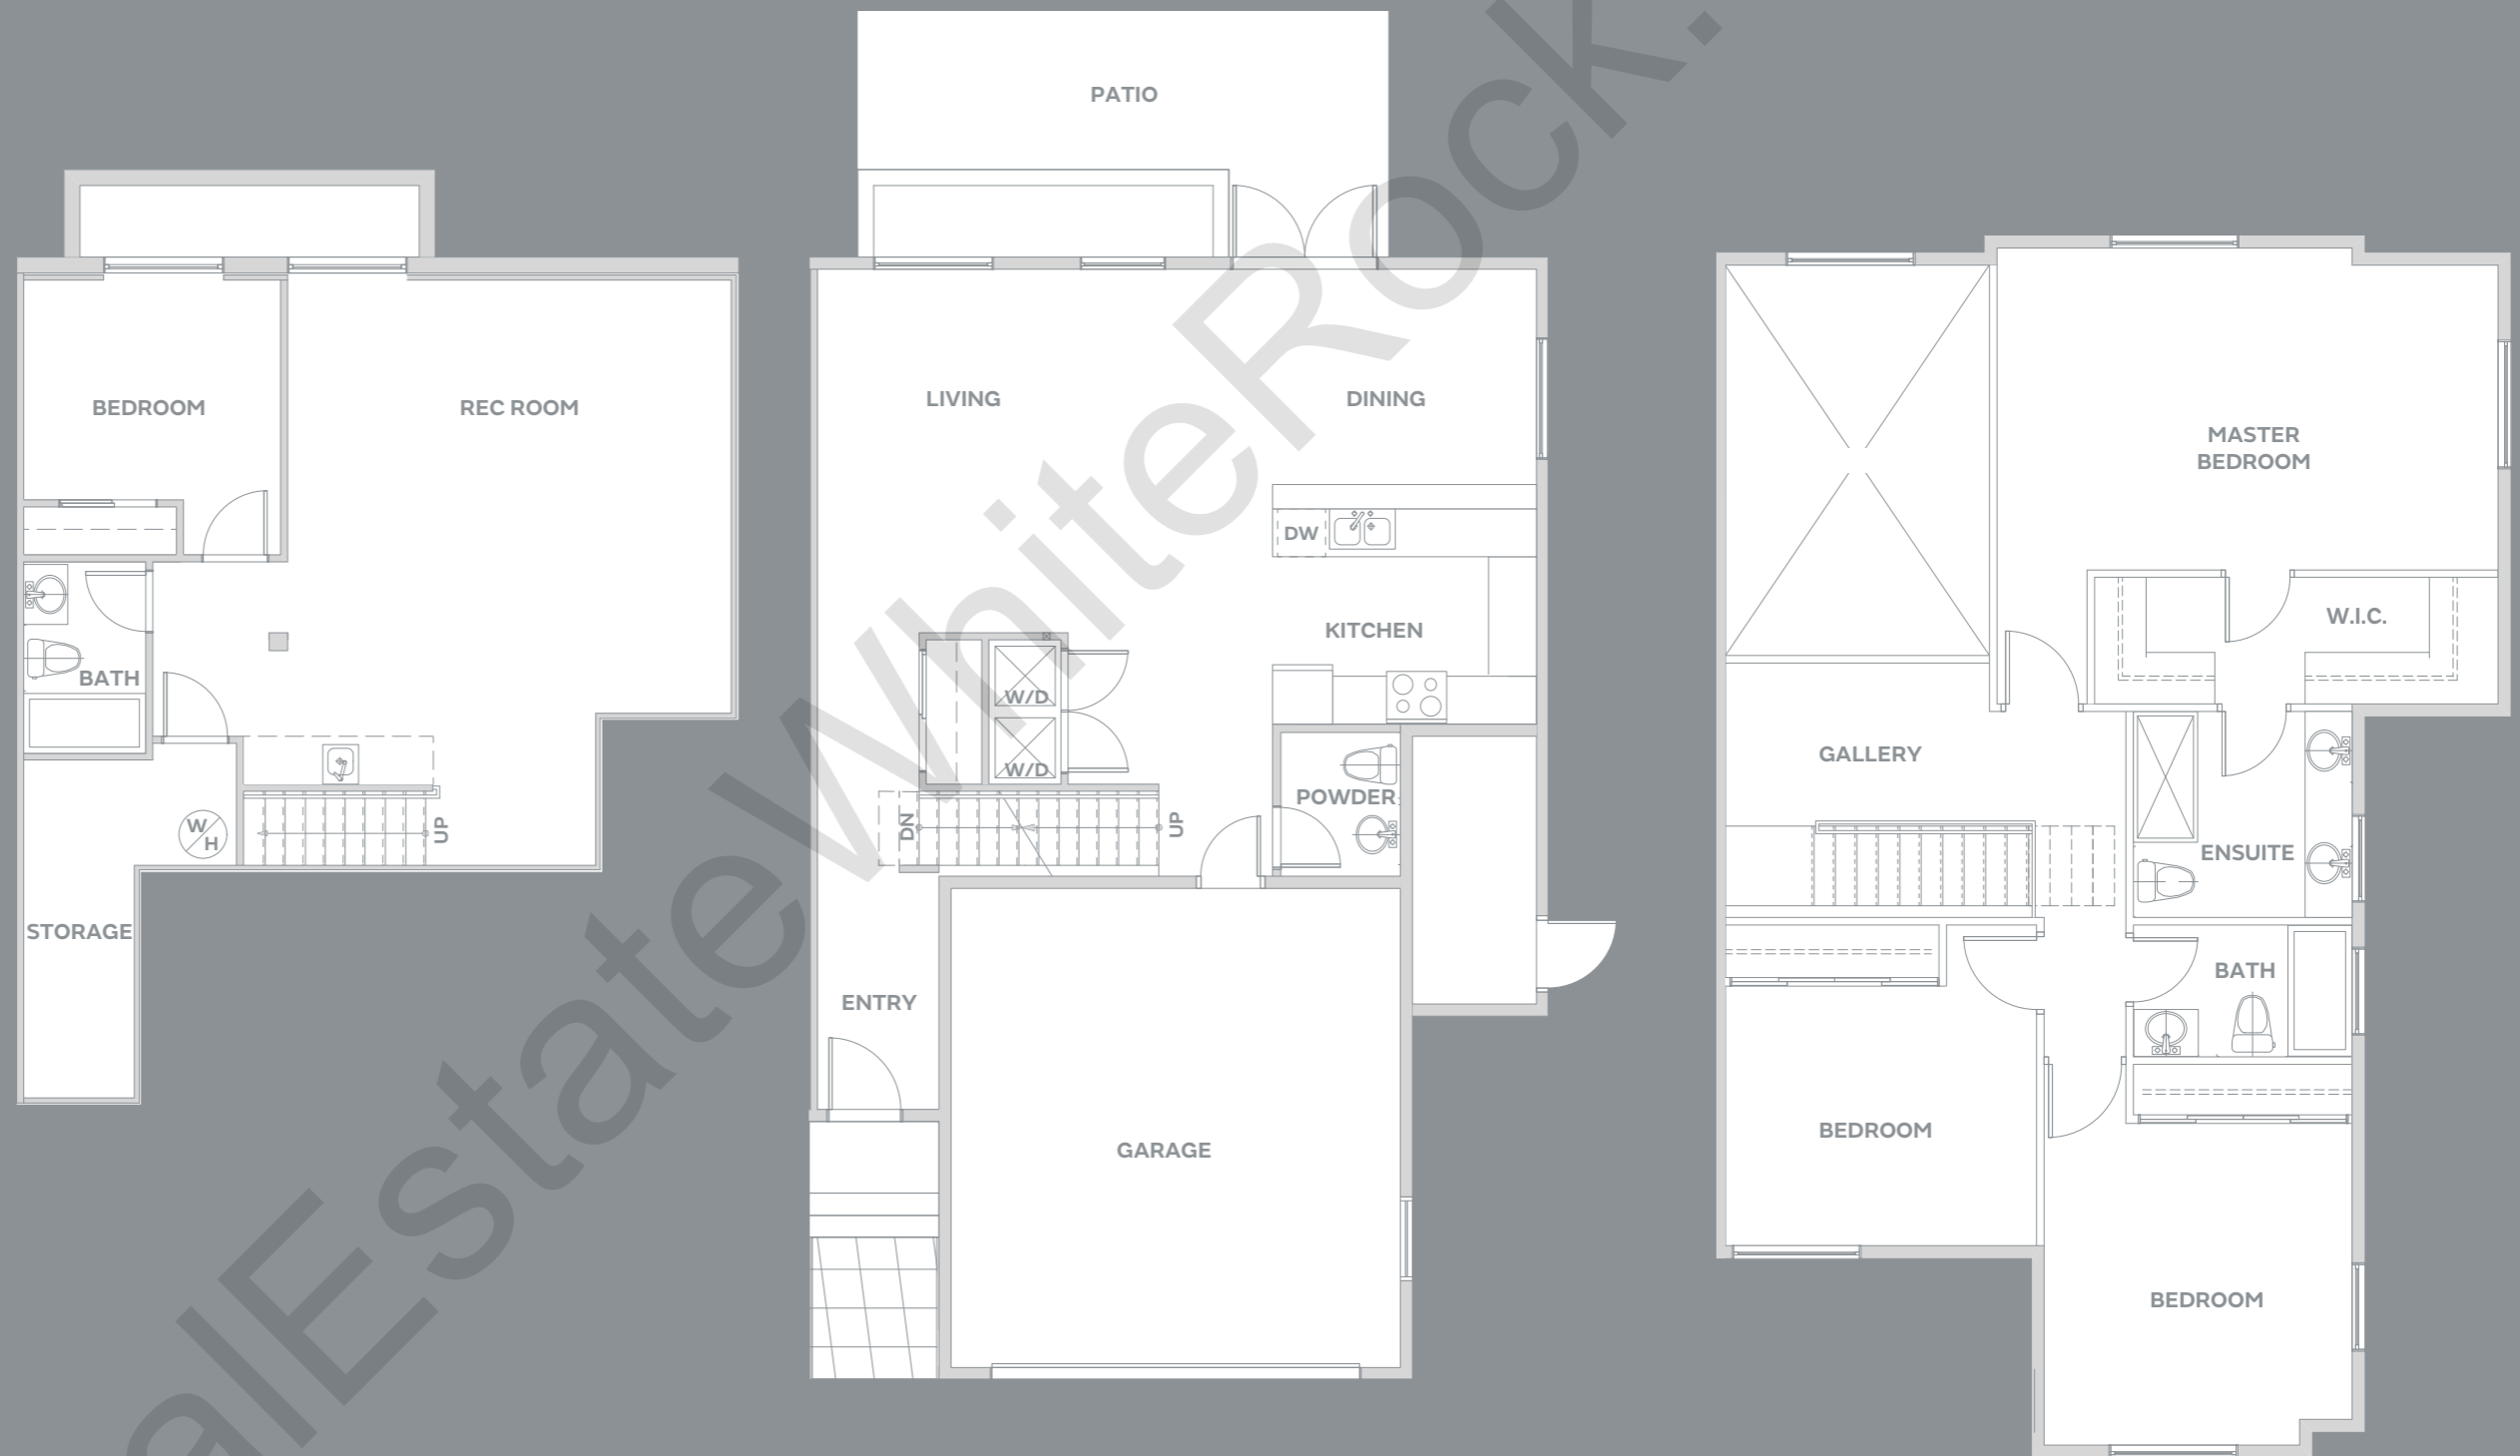 BEDROOM
REC ROOM
BATH
W/H
UP
STORAGE
PATIO
LIVING
DINING
DW
KITCHEN
W/D
W/D
POWDER
DN
UP
ENTRY
GARAGE
MASTER
BEDROOM
W.I.C.
GALLERY
ENSUITE
BATH
BEDROOM
BEDROOM
alEstateWhiteRock.